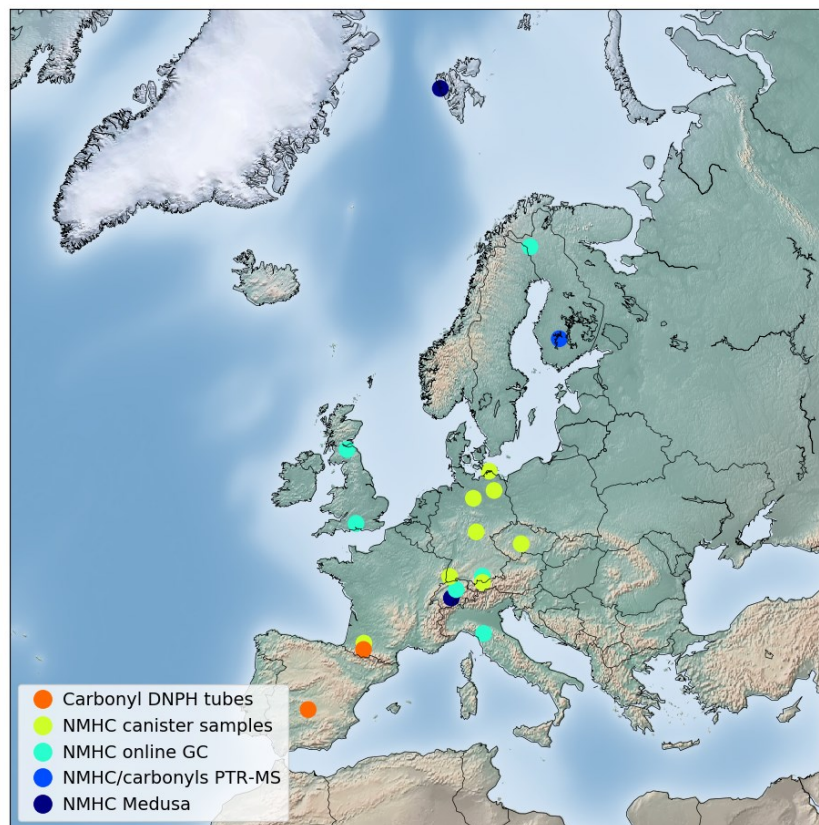 Carbonyl DNPH tubes
NMHC canister samples
NMHC online GC
NMHC/carbonyls PTR-MS
NMHC Medusa